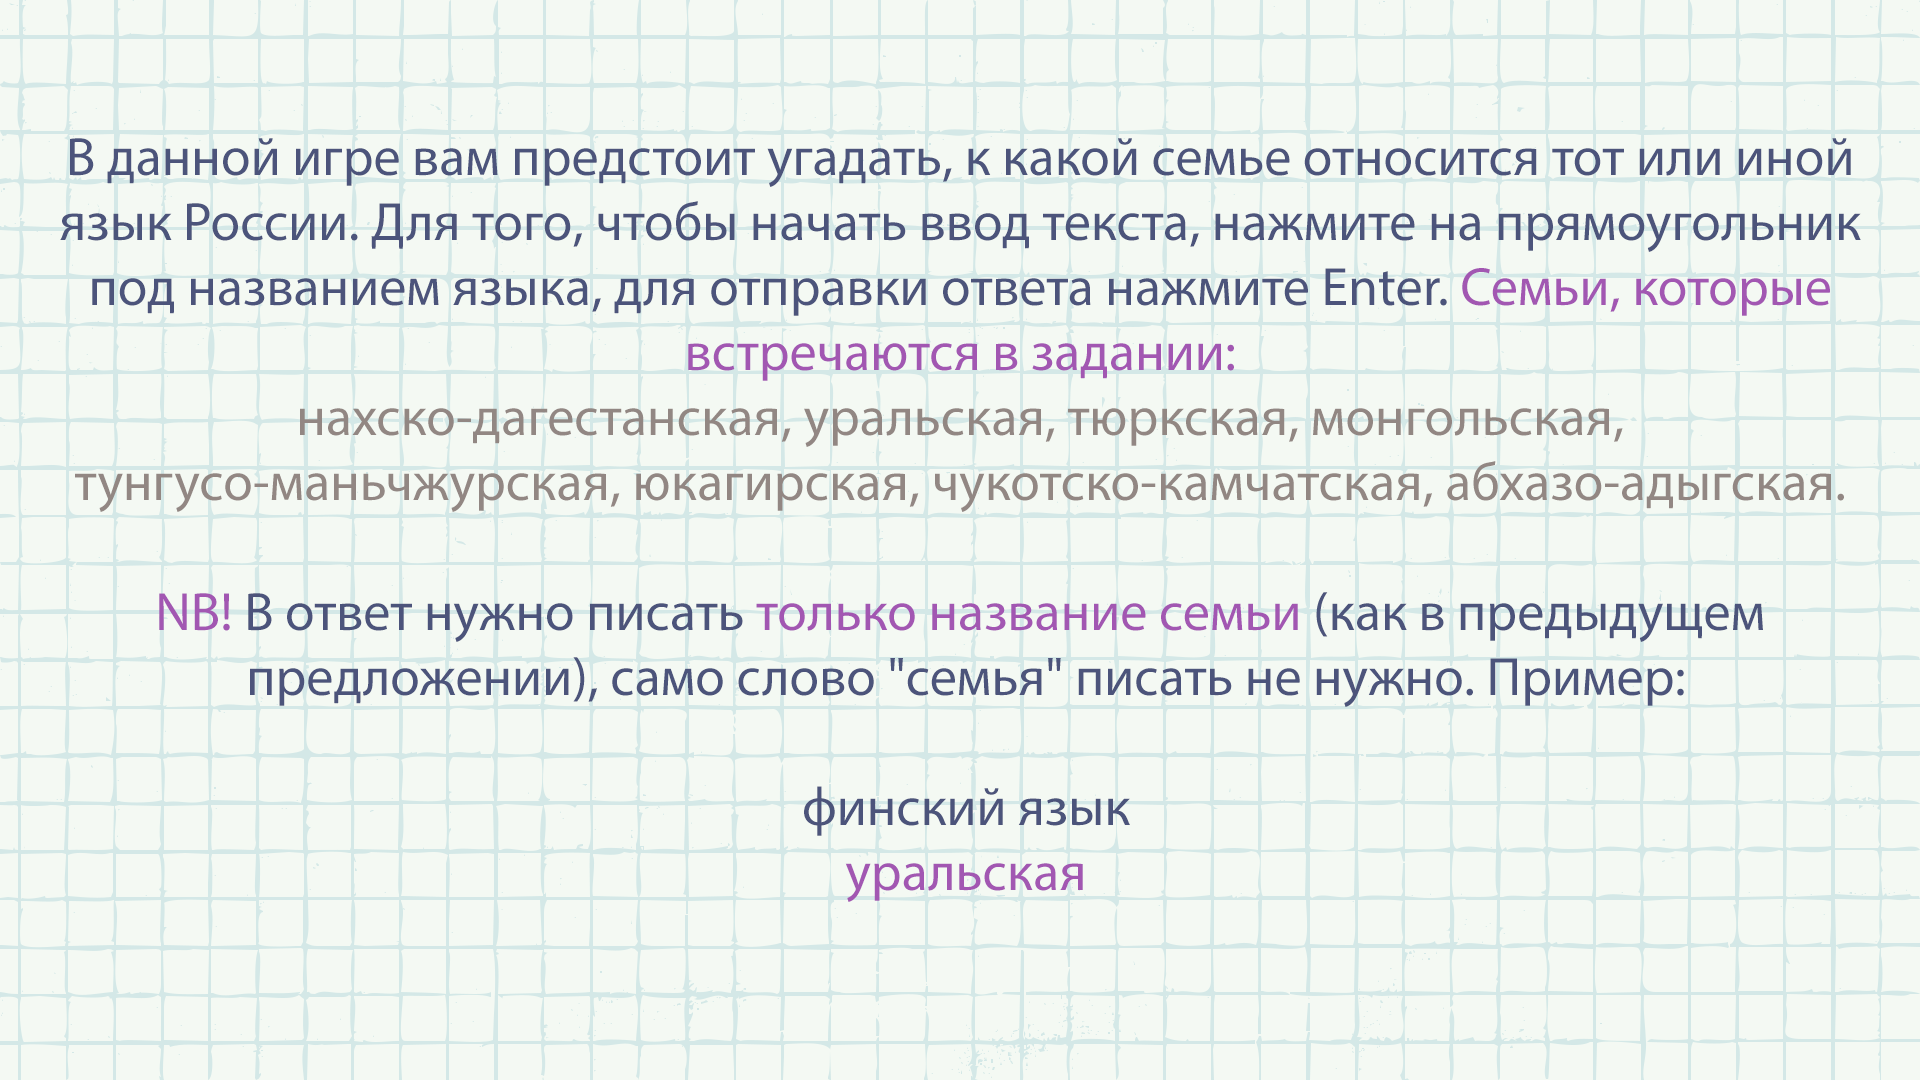 В данной игре вам предстоит угадать, к какой семье относится тот или иной
язык России. Для того, чтобы начать ввод текста, нажмите на прямоугольник
под названием языка, для отправки ответа нажмите Enter. Семьи, которые
встречаются в задании:
нахско-дагестанская, уральская, тюркская, монгольская,
тунгусо-маньчжурская, юкагирская, чукотско-камчатская, абхазо-адыгская.
NB! В ответ нужно писать только название семьи (как в предыдущем
предложении), само слово "семья" писать не нужно. Пример:
финский язык
уральская